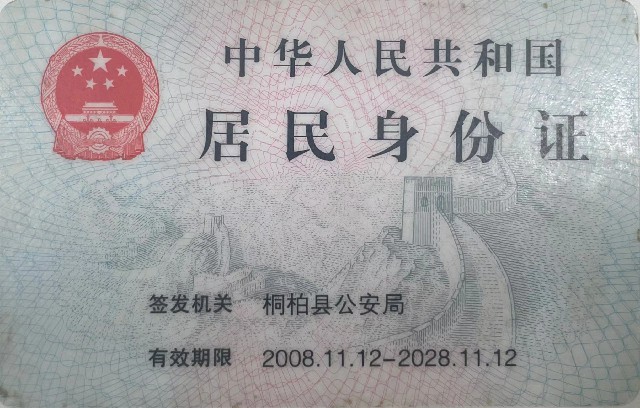 中华人民共和国
居民身份证
签发机关 桐柏县公安局
有效期限 2008.11.12-2028.11.12